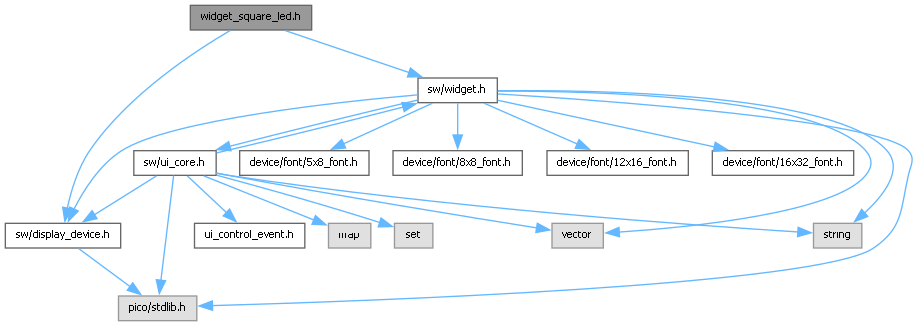 widget_square_led.h
sw/widget.h
sw/ui_core.h
device/font/5x8_font.h
device/font/8x8_font.h
device/font/12x16_font.h
device/font/16x32_font.h
sw/display_device.h
ui_control_event.h
map
set
vector
string
pico/stdlib.h